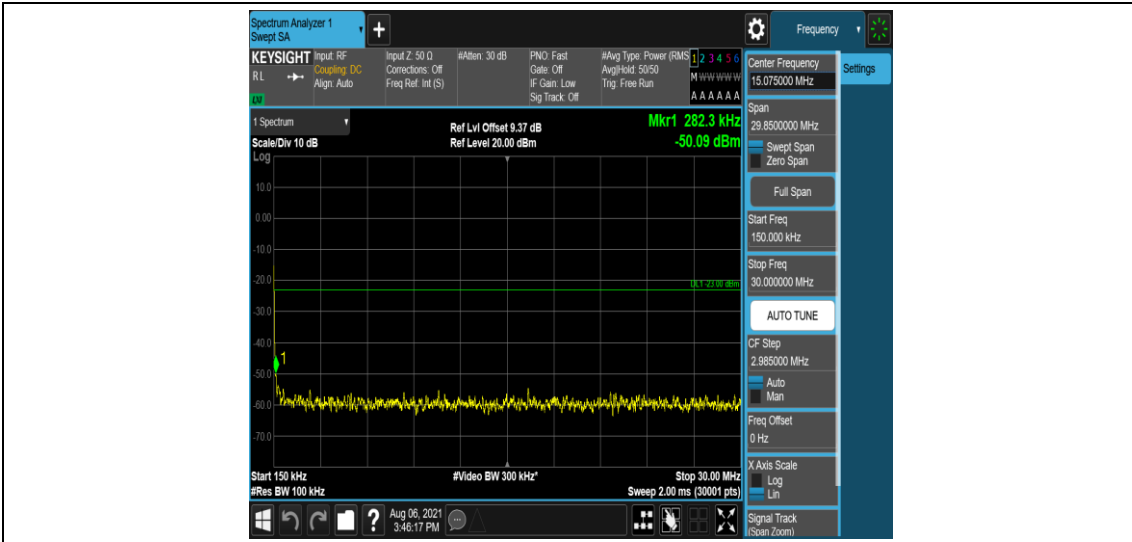 Spectrum Analyzer 1
Swept SA
+
Frequency
KEYSIGHT
RL
LXI
Input: RF
Coupling: DC
Align: Auto
Input Z: 50 Ω
Corrections: Off
Freq Ref: Int (S)
#Atten: 30 dB
PNO: Fast
Gate: Off
IF Gain: Low
Sig Track: Off
#Avg Type: Power (RMS
Avg|Hold: 50/50
Trig: Free Run
1 2 3 4 5 6
M W W W W W
A A A A A A
1 Spectrum
Scale/Div 10 dB
Log
Ref Lvl Offset 9.37 dB
Ref Level 20.00 dBm
Mkr1 282.3 kHz
-50.09 dBm
10.0
0.00
-10.0
-20.0
DL1 -23.00 dBm
-30.0
-40.0
1
-50.0
-60.0
-70.0
Start 150 kHz
#Video BW 300 kHz*
Stop 30.00 MHz
#Res BW 100 kHz
Sweep 2.00 ms (30001 pts)
?
Aug 06, 2021
3:46:17 PM
Center Frequency
15.075000 MHz
Settings
Span
29.8500000 MHz
Swept Span
Zero Span
Full Span
Start Freq
150.000 kHz
Stop Freq
30.000000 MHz
AUTO TUNE
CF Step
2.985000 MHz
Auto
Man
Freq Offset
0 Hz
X Axis Scale
Log
Lin
Signal Track
(Span Zoom)